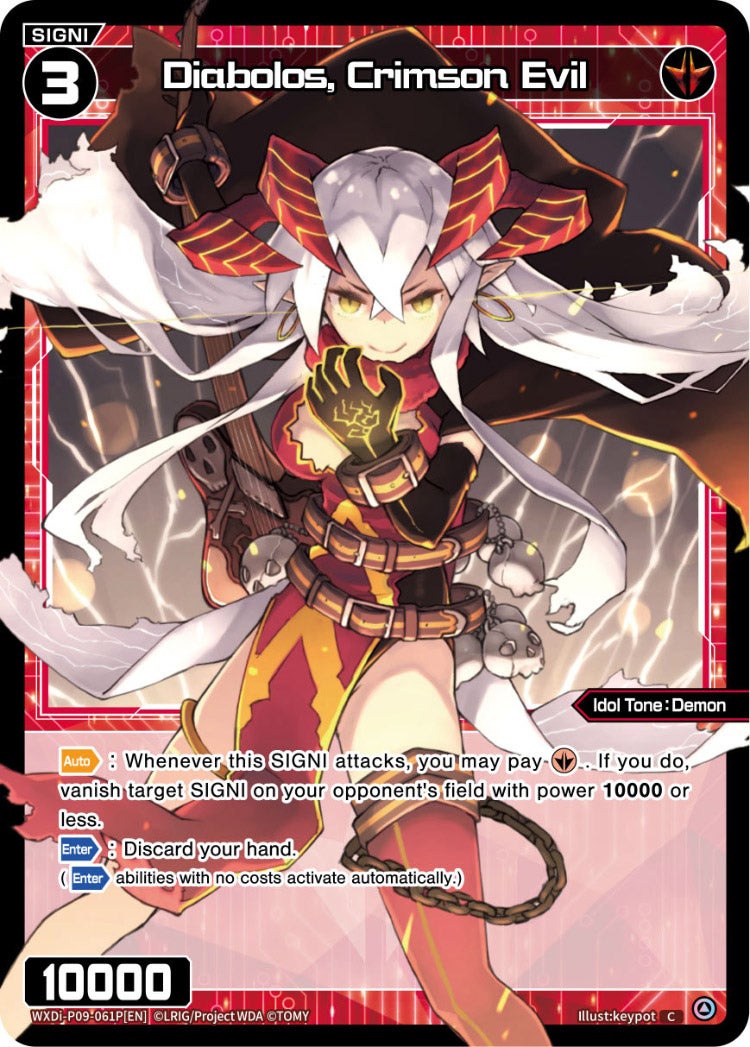 SIGNI
3
Diabolos, Crimson Evil
Idol Tone:Demon
Auto : Whenever this SIGNI attacks, you may pay . If you do,
vanish target SIGNI on your opponent's field with power 10000 or
less.
Enter : Discard your hand.
( Enter abilities with no costs activate automatically.)
10000
WXDi-P09-061P[EN] ©LRIG/Project WDA ©TOMY
Illust:keypot C